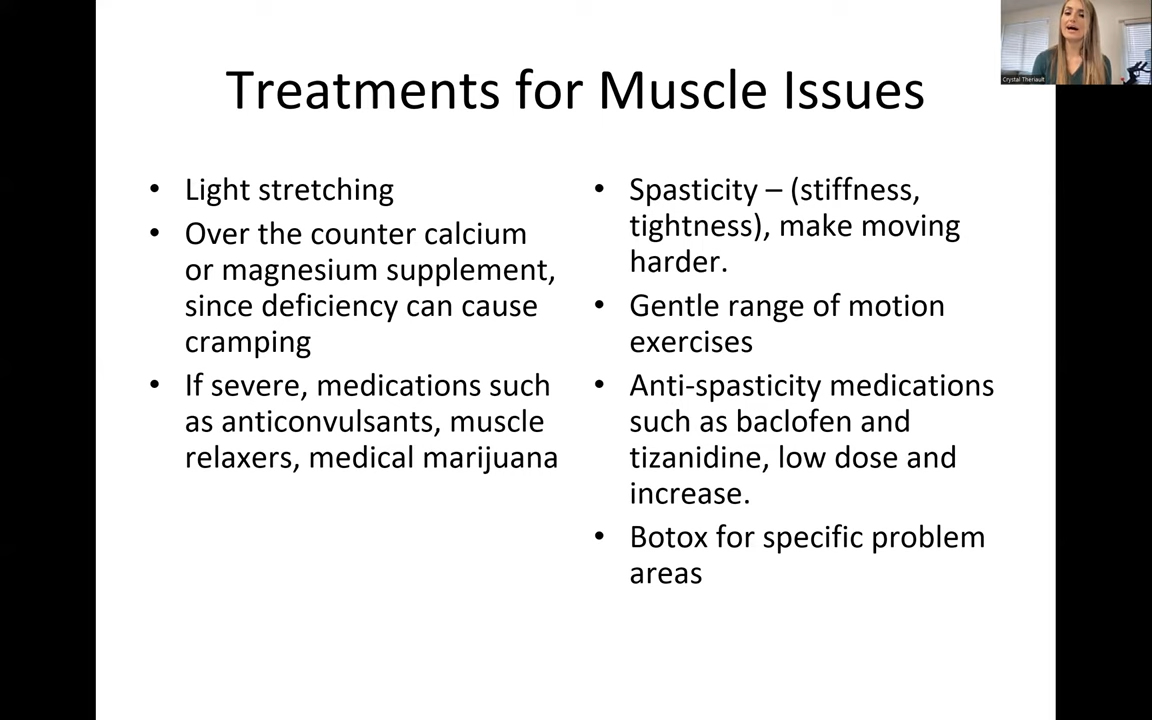 Treatments for Muscle Issues
• Light stretching
• Over the counter calcium
or magnesium supplement,
since deficiency can cause
cramping
• If severe, medications such
as anticonvulsants, muscle
relaxers, medical marijuana
• Spasticity – (stiffness,
tightness), make moving
harder.
• Gentle range of motion
exercises
• Anti-spasticity medications
such as baclofen and
tizanidine, low dose and
increase.
• Botox for specific problem
areas
Crystal Theriault